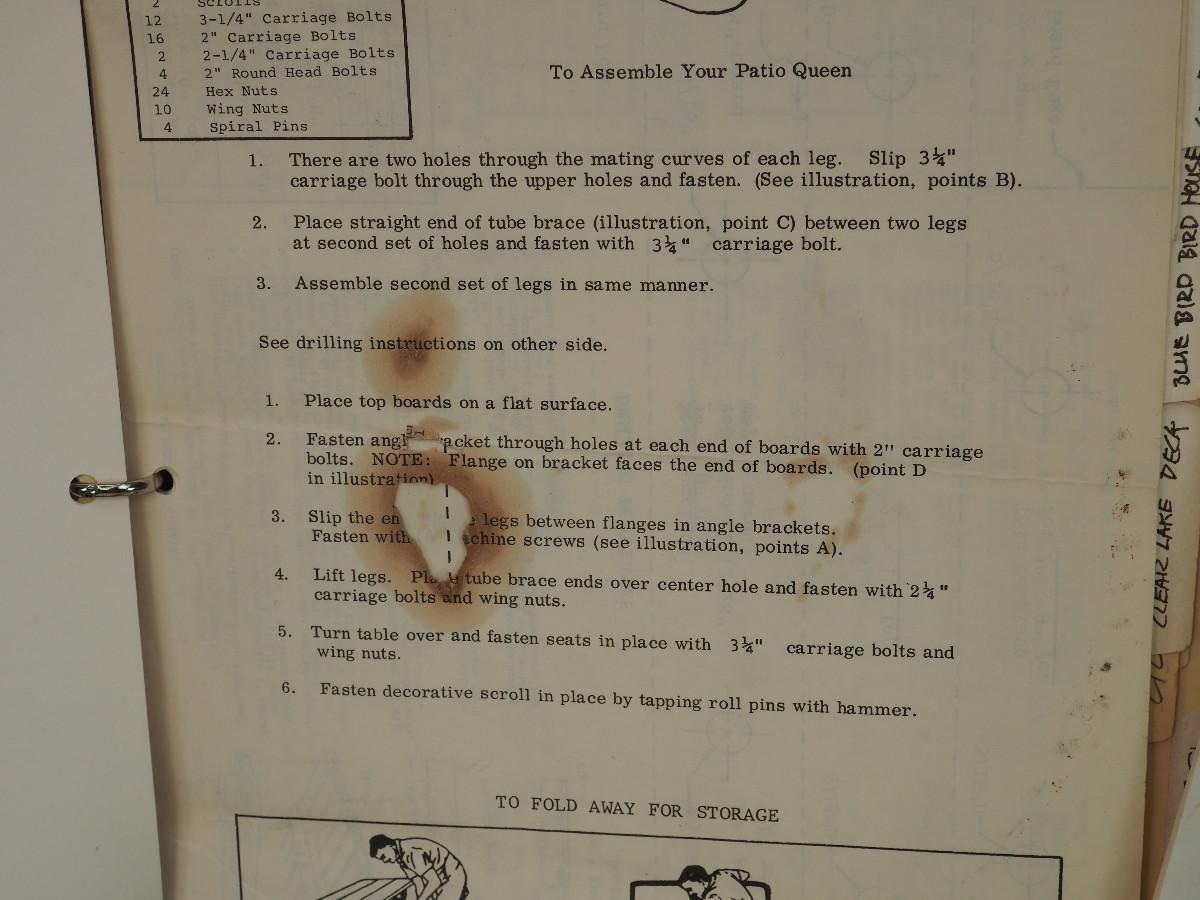 2 Scrolls
12 3-1/4" Carriage Bolts
16 2" Carriage Bolts
2 2-1/4" Carriage Bolts
4 2" Round Head Bolts
24 Hex Nuts
10 Wing Nuts
4 Spiral Pins
To Assemble Your Patio Queen
1. There are two holes through the mating curves of each leg. Slip 3¼"
carriage bolt through the upper holes and fasten. (See illustration, points B).
2. Place straight end of tube brace (illustration, point C) between two legs
at second set of holes and fasten with 3¼" carriage bolt.
3. Assemble second set of legs in same manner.
See drilling instructions on other side.
1. Place top boards on a flat surface.
2. Fasten through holes at each end of boards with 2" carriage
bolts. NOTE: Flange on bracket faces the end of boards. (point D
in illustration)
3. Slip the legs between flanges in angle brackets.
Fasten screws (see illustration, points A).
4. Lift legs. tube brace ends over center hole and fasten with 2¼"
carriage bolts and wing nuts.
5. Turn table over and fasten seats in place with 3¼" carriage bolts and
wing nuts.
6. Fasten decorative scroll in place by tapping roll pins with hammer.
TO FOLD AWAY FOR STORAGE
BLUE BIRD HOUSE
CLEAR LAKE DECK